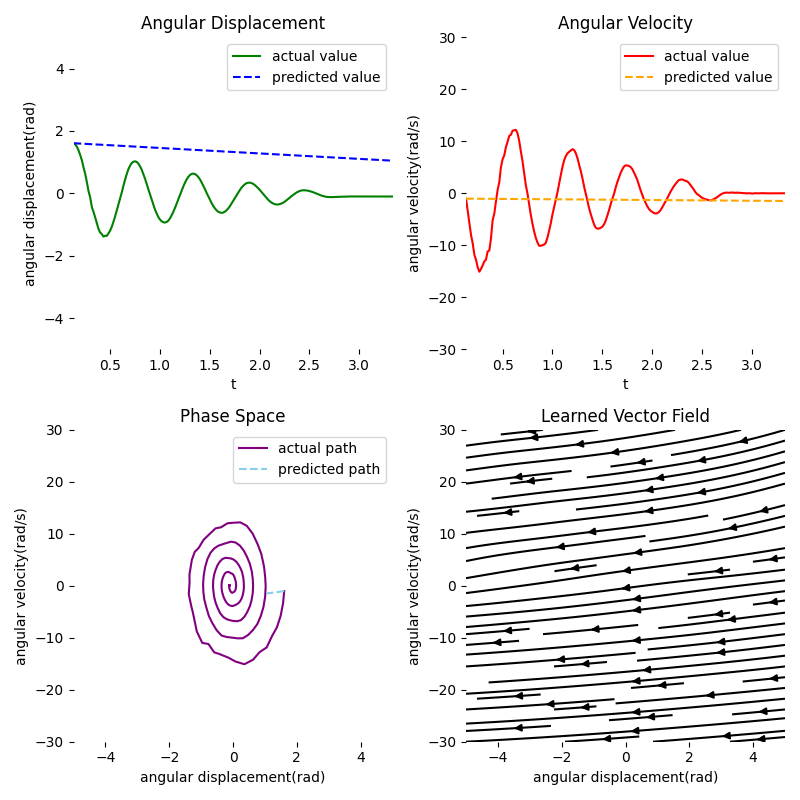 Angular Displacement
angular displacement(rad)
4
2
0
−2
−4
actual value
predicted value
0.5 1.0 1.5 2.0 2.5 3.0
t
Angular Velocity
angular velocity(rad/s)
30
20
10
0
−10
−20
−30
actual value
predicted value
0.5 1.0 1.5 2.0 2.5 3.0
t
Phase Space
angular velocity(rad/s)
30
20
10
0
−10
−20
−30
actual path
predicted path
−4 −2 0 2 4
angular displacement(rad)
Learned Vector Field
angular velocity(rad/s)
30
20
10
0
−10
−20
−30
−4 −2 0 2 4
angular displacement(rad)